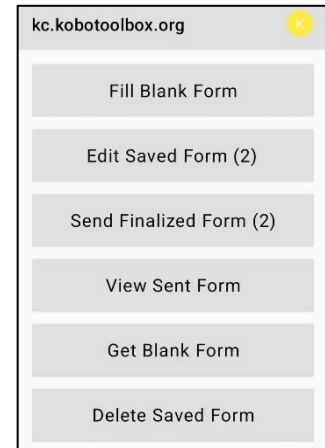 kc.kobotoolbox.org K
Fill Blank Form
Edit Saved Form (2)
Send Finalized Form (2)
View Sent Form
Get Blank Form
Delete Saved Form